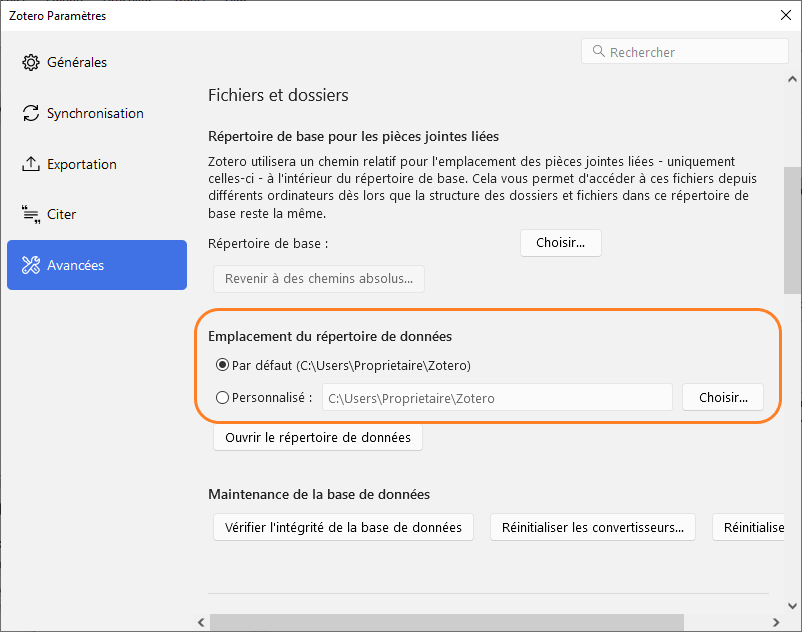 Zotero Paramètres
Rechercher
Générales
Synchronisation
Exportation
Citer
Avancées
Fichiers et dossiers
Répertoire de base pour les pièces jointes liées
Zotero utilisera un chemin relatif pour l'emplacement des pièces jointes liées - uniquement
celles-ci - à l'intérieur du répertoire de base. Cela vous permet d'accéder à ces fichiers depuis
différents ordinateurs dès lors que la structure des dossiers et fichiers dans ce répertoire de
base reste la même.
Répertoire de base :
Choisir...
Revenir à des chemins absolus...
Emplacement du répertoire de données
Par défaut (C:\Users\Proprietaire\Zotero)
Personnalisé : C:\Users\Proprietaire\Zotero Choisir...
Ouvrir le répertoire de données
Maintenance de la base de données
Vérifier l'intégrité de la base de données Réinitialiser les convertisseurs... Réinitialise